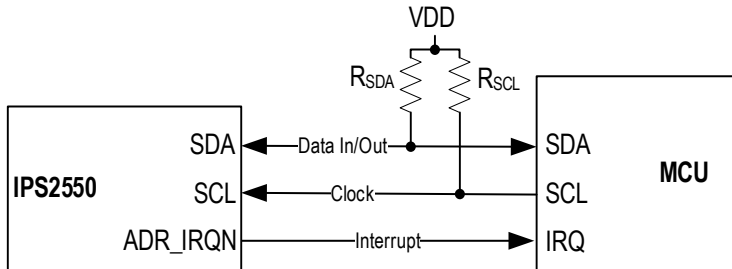 VDD
RSDA RSCL
SDA Data In/Out SDA
IPS2550 MCU
SCL Clock SCL
ADR_IRQN Interrupt IRQ